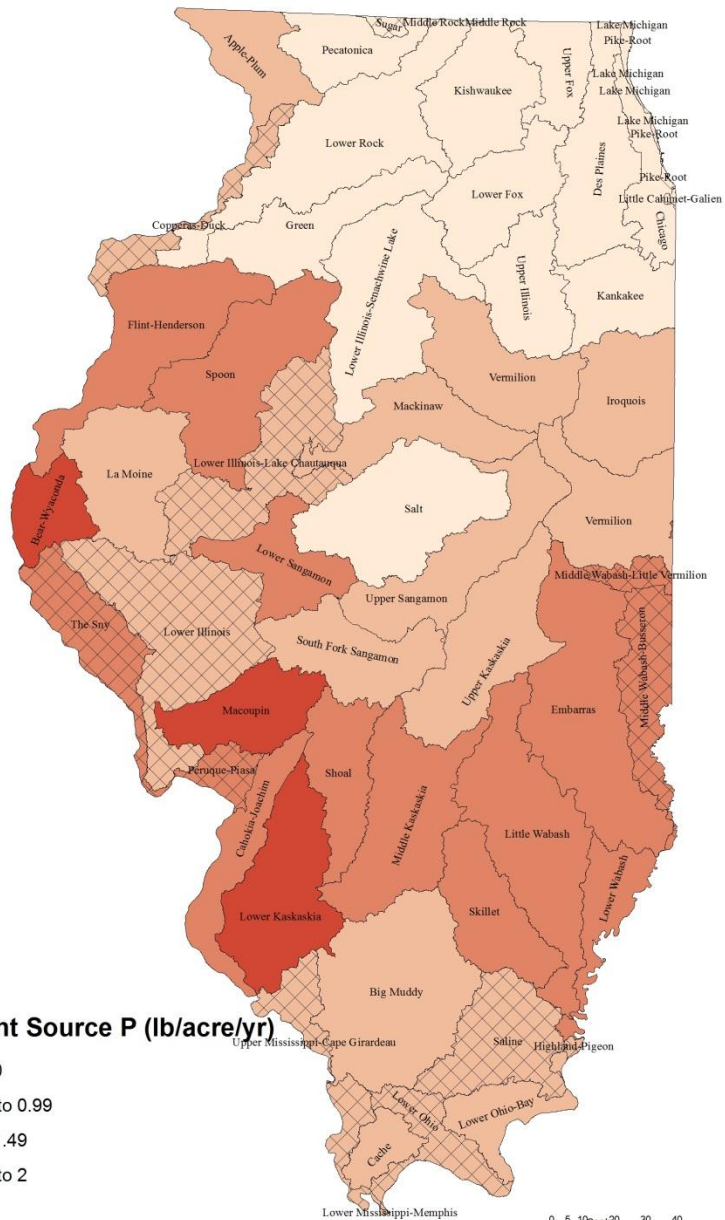 Sugar
Middle Rock
Middle Rock
Lake Michigan
Pike-Root
Apple-Plum
Pecatonica
Kishwaukee
Upper Fox
Lake Michigan
Lake Michigan
Lake Michigan
Pike-Root
Lower Rock
Des Plaines
Pike-Root
Lower Fox
Little Calumet-Galien
Chicago
Copperas-Duck
Green
Lower Illinois-Senachwine Lake
Upper Illinois
Kankakee
Flint-Henderson
Spoon
Vermilion
Iroquois
Mackinaw
Lower Illinois-Lake Chautauqua
La Moine
Bear-Wyaconda
Salt
Vermilion
Lower Sangamon
Middle Wabash-Little Vermilion
Upper Sangamon
The Sny
Lower Illinois
South Fork Sangamon
Upper Kaskaskia
Middle Wabash-Busseron
Macoupin
Embarras
Peruque-Piasa
Shoal
Cahokia-Joachim
Middle Kaskaskia
Little Wabash
Lower Wabash
Skillet
Lower Kaskaskia
Big Muddy
nt Source P (lb/acre/yr)
Upper Mississippi-Cape Girardeau
Saline
Highland-Pigeon
to 0.99
.49
to 2
Lower Ohio
Lower Ohio-Bay
Cache
Lower Mississippi-Memphis
0 5 10 20 30 40